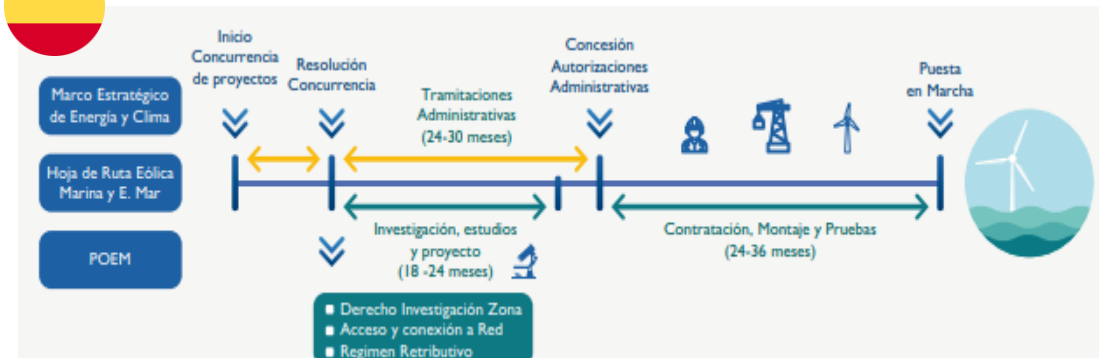 Inicio
Concurrencia
de proyectos
Resolución
Concurrencia
Tramitaciones
Administrativas
(24-30 meses)
Concesión
Autorizaciones
Administrativas
Puesta
en Marcha
Marco Estratégico
de Energía y Clima
Hoja de Ruta Eólica
Marina y E. Mar
POEM
Investigación, estudios
y proyecto
(18 -24 meses)
Contratación, Montaje y Pruebas
(24-36 meses)
Derecho Investigación Zona
Acceso y conexión a Red
Regimen Retributivo